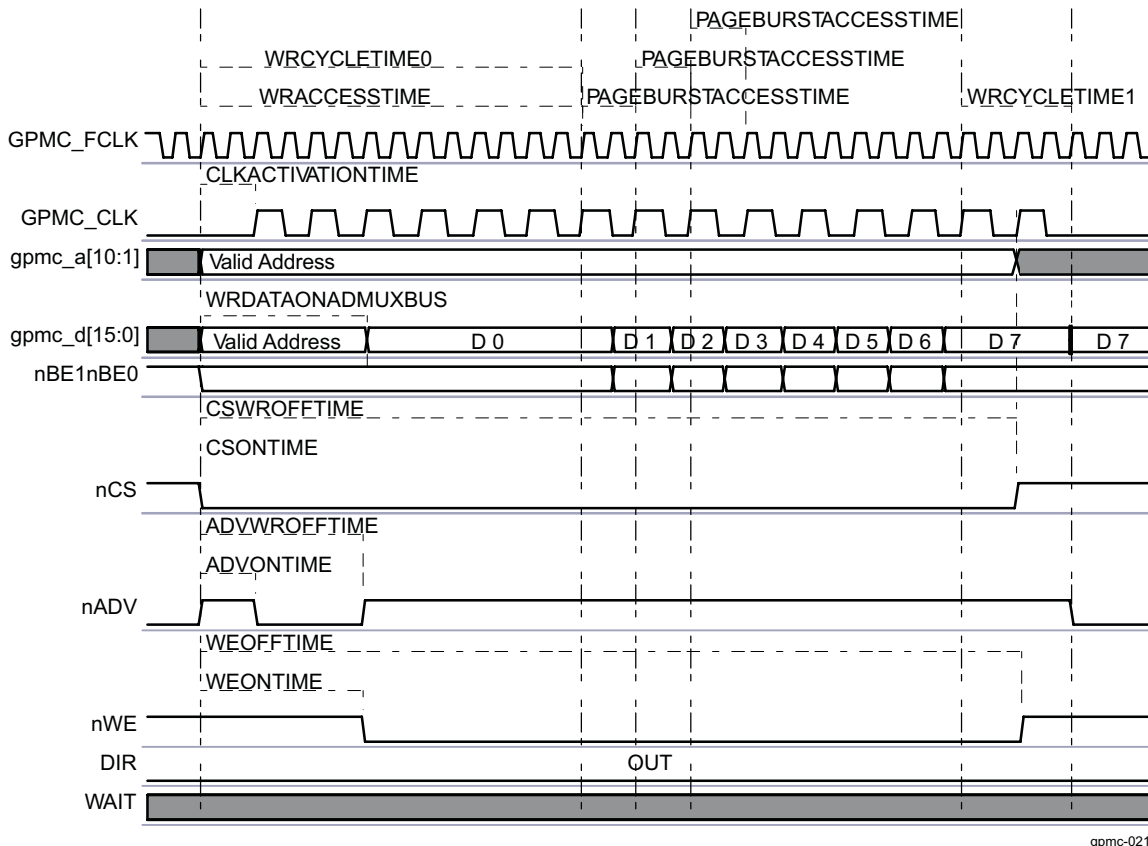 PAGEBURSTACCESSTIME
WRCYCLETIME0 PAGEBURSTACCESSTIME
WRACCESSTIME PAGEBURSTACCESSTIME WRCYCLETIME1
GPMC_FCLK
CLKACTIVATIONTIME
GPMC_CLK
gpmc_a[10:1] Valid Address
WRDATAONADMUXBUS
gpmc_d[15:0] Valid Address D 0 D 1 D 2 D 3 D 4 D 5 D 6 D 7 D 7
nBE1nBE0
CSWROFFTIME
CSONTIME
nCS
ADVWROFFTIME
ADVONTIME
nADV
WEOFFTIME
WEONTIME
nWE
DIR OUT
WAIT
gpmc-021